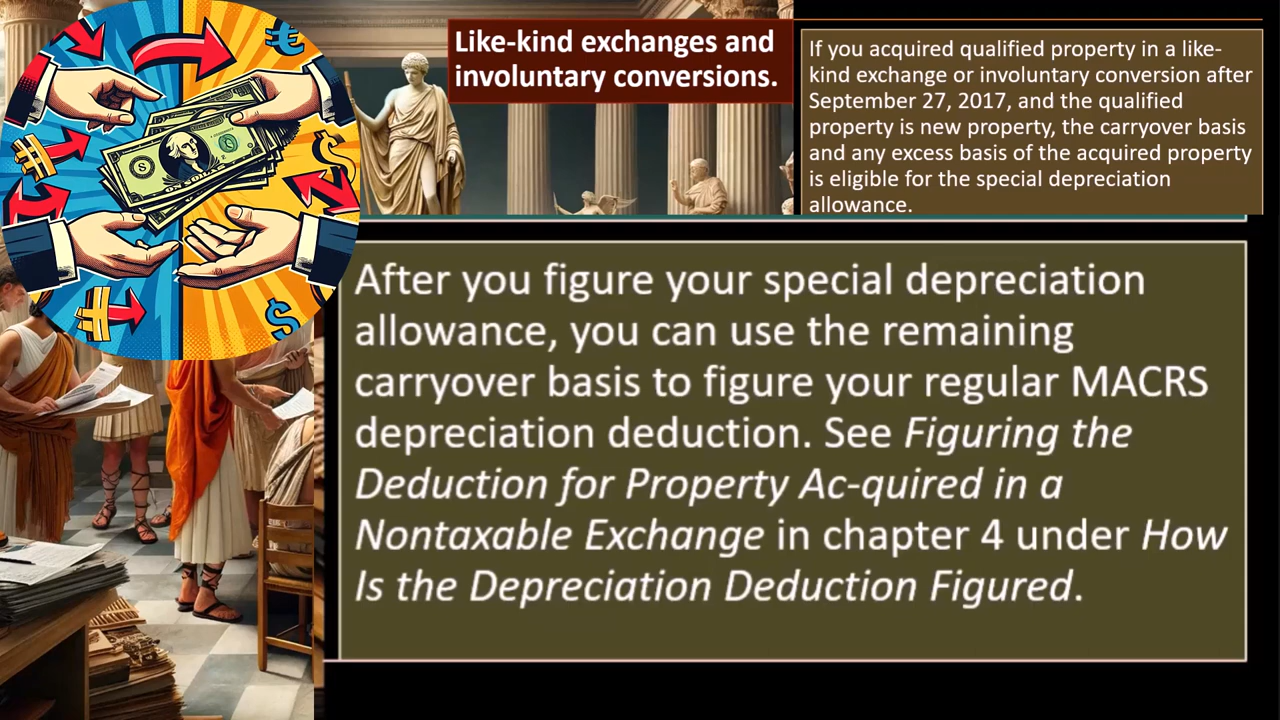 Like-kind exchanges and
involuntary conversions.
If you acquired qualified property in a like-
kind exchange or involuntary conversion after
September 27, 2017, and the qualified
property is new property, the carryover basis
and any excess basis of the acquired property
is eligible for the special depreciation
allowance.
After you figure your special depreciation
allowance, you can use the remaining
carryover basis to figure your regular MACRS
depreciation deduction. See Figuring the
Deduction for Property Ac-quired in a
Nontaxable Exchange in chapter 4 under How
Is the Depreciation Deduction Figured.